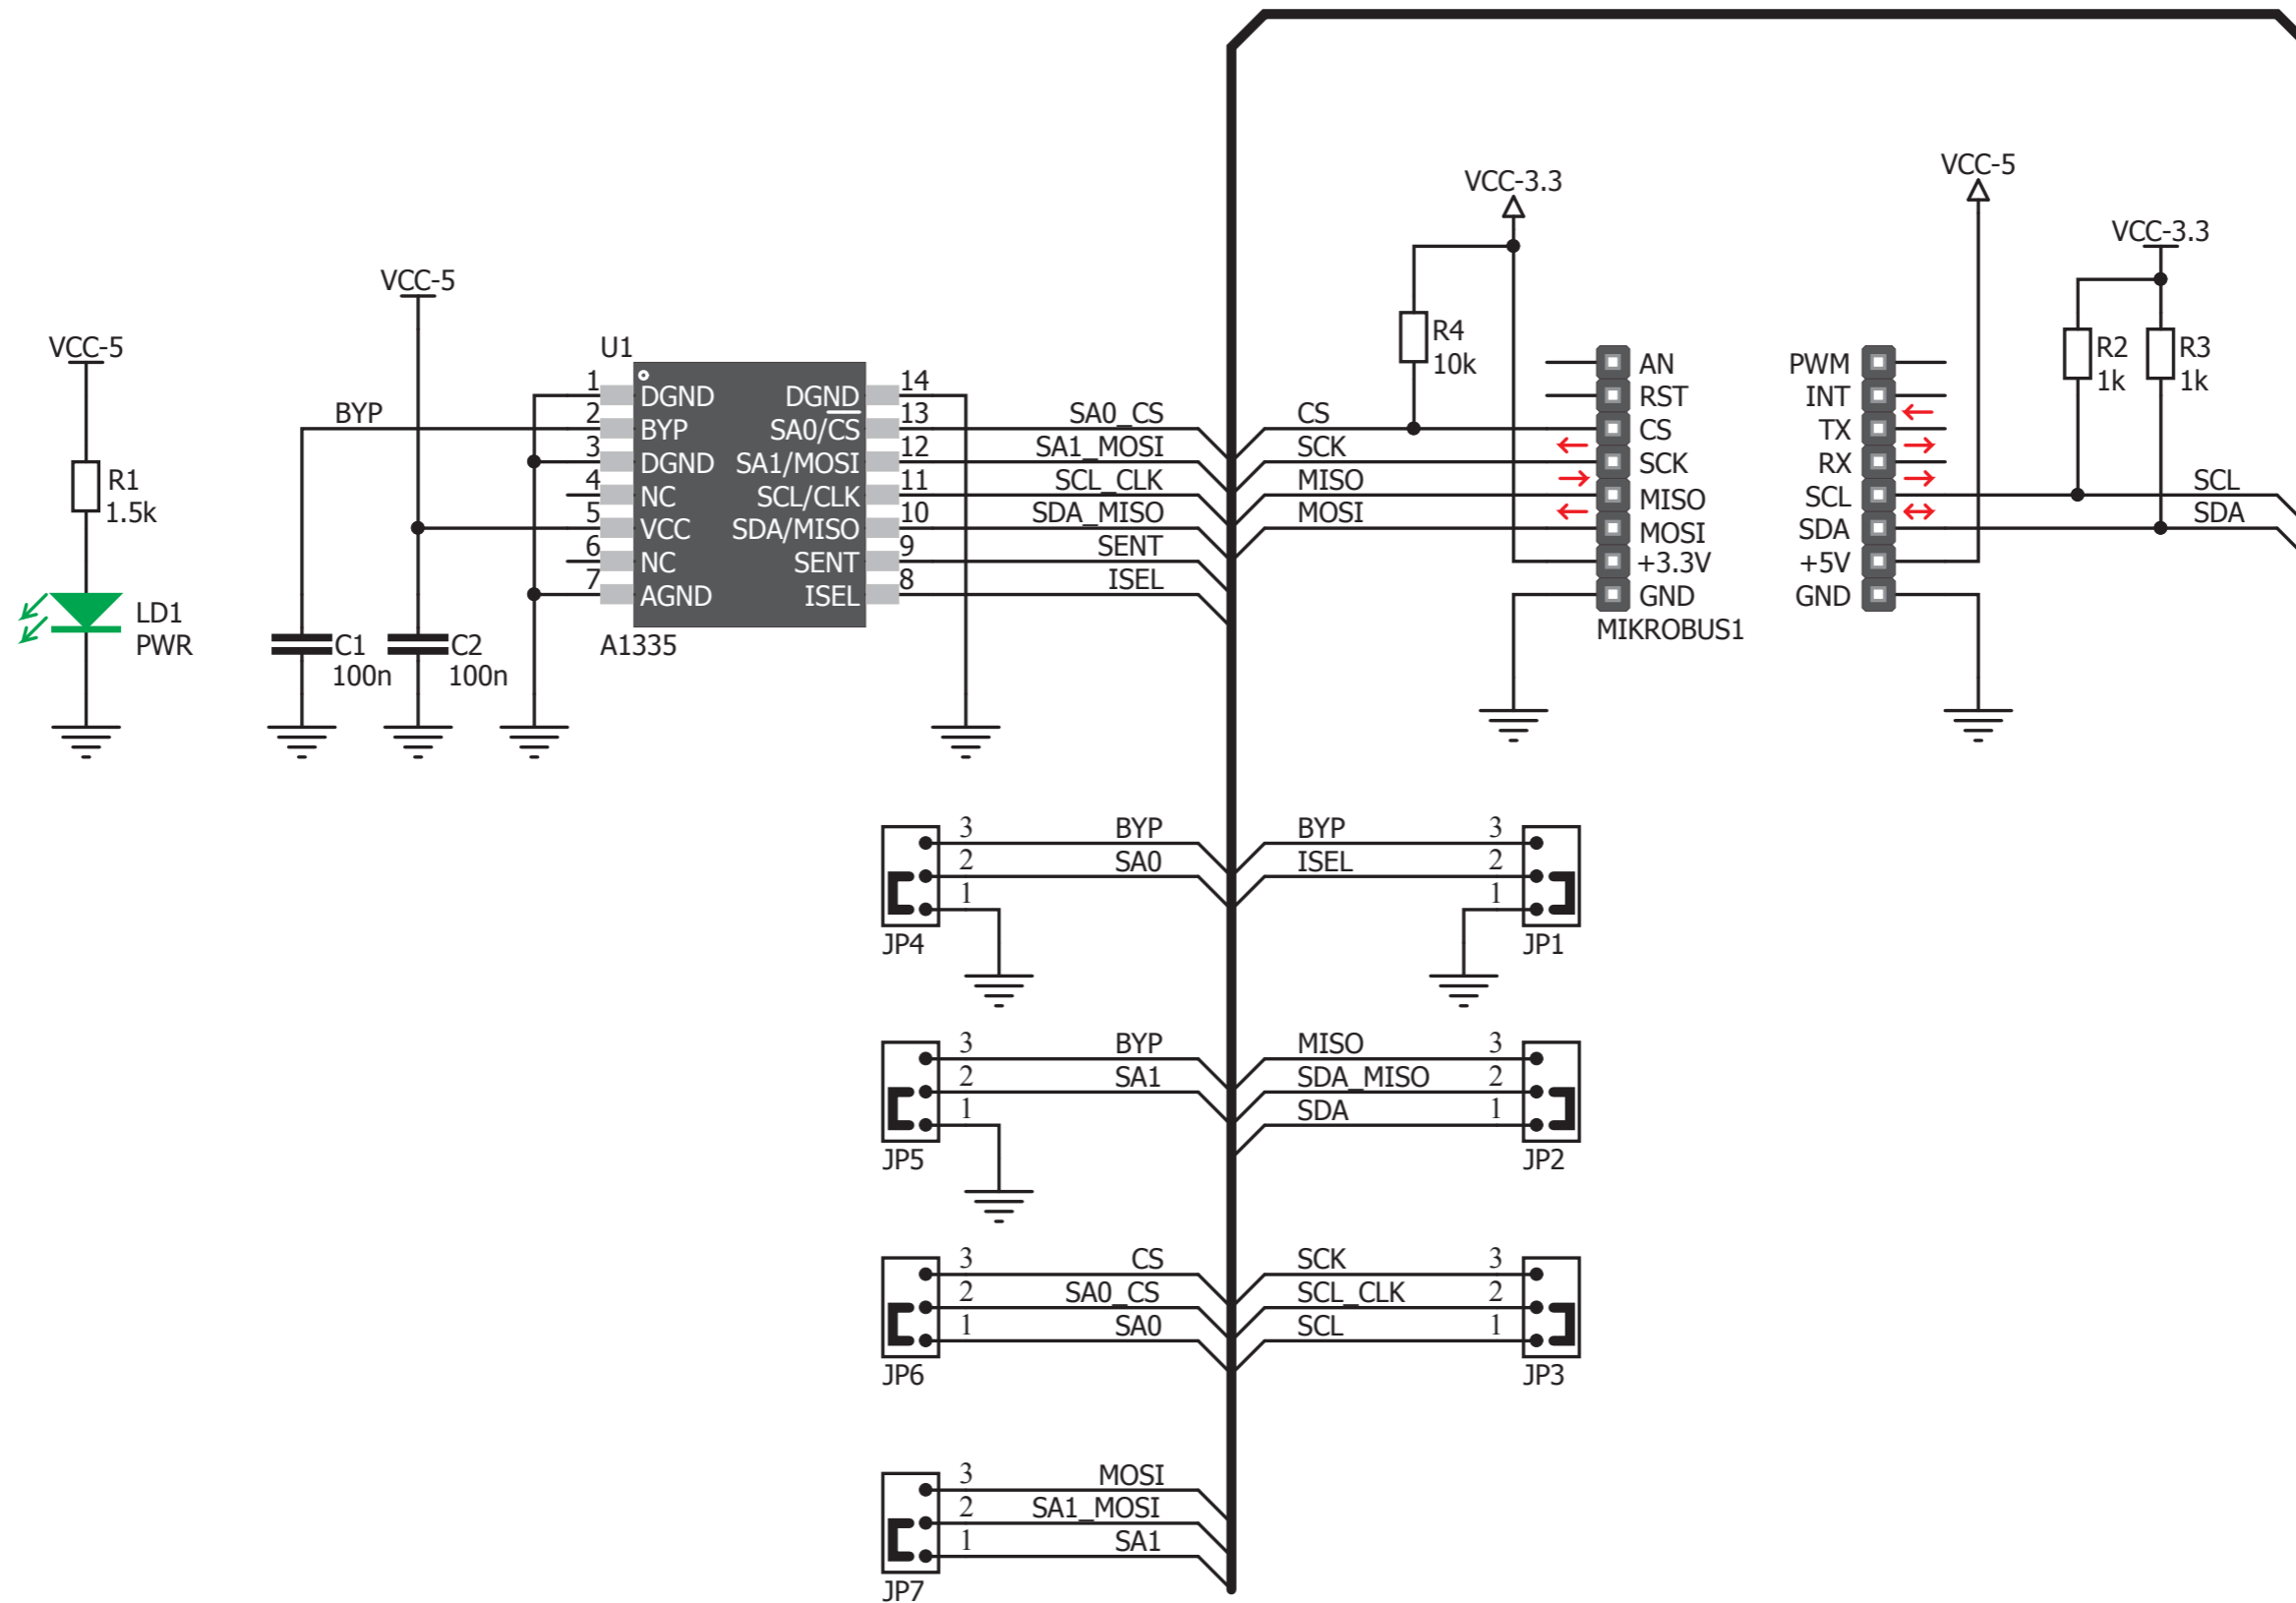 VCC-5
R1
1.5k
LD1
PWR
VCC-5
BYP
C1
100n
C2
100n
U1
1 DGND
2 BYP
3 DGND
4 NC
5 VCC
6 NC
7 AGND
DGND 14
SA0/CS 13
SA1/MOSI 12
SCL/CLK 11
SDA/MISO 10
SENT 9
ISEL 8
A1335
SA0_CS
SA1_MOSI
SCL_CLK
SDA_MISO
SENT
ISEL
VCC-3.3
R4
10k
CS
SCK
MISO
MOSI
AN
RST
CS
SCK
MISO
MOSI
+3.3V
GND
MIKROBUS1
VCC-5
PWM
INT
TX
RX
SCL
SDA
+5V
GND
VCC-3.3
R2
1k
R3
1k
SCL
SDA
3 BYP
2 SA0
1
JP4
BYP 3
ISEL 2
1
JP1
3 BYP
2 SA1
1
JP5
MISO 3
SDA_MISO 2
SDA 1
JP2
3 CS
2 SA0_CS
1 SA0
JP6
SCK 3
SCL_CLK 2
SCL 1
JP3
3 MOSI
2 SA1_MOSI
1 SA1
JP7